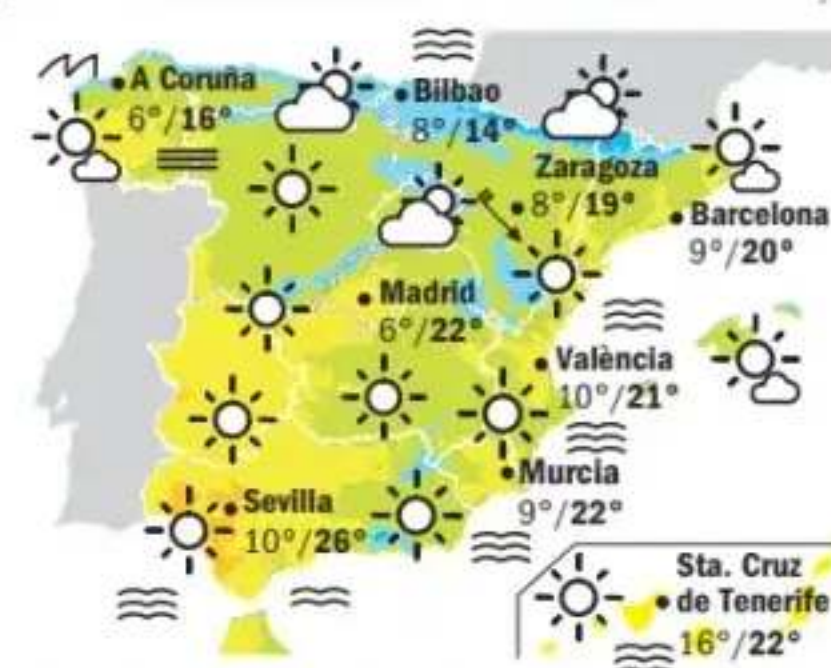 A Coruña
6°/16°
Bilbao
8°/14°
Zaragoza
8°/19°
Barcelona
9°/20°
Madrid
6°/22°
València
10°/21°
Murcia
9°/22°
Sevilla
10°/26°
Sta. Cruz
de Tenerife
16°/22°